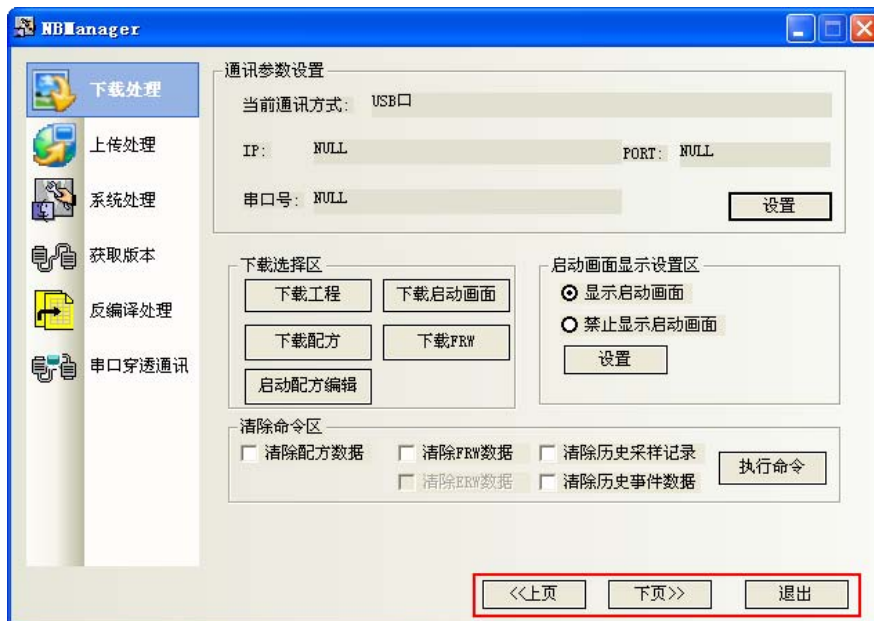 NBManager
下载处理
上传处理
系统处理
获取版本
反编译处理
串口穿透通讯
通讯参数设置
当前通讯方式: USB口
IP: NULL PORT: NULL
串口号: NULL 设置
下载选择区
下载工程 下载启动画面
下载配方 下载FRW
启动配方编辑
启动画面显示设置区
显示启动画面
禁止显示启动画面
设置
清除命令区
清除配方数据 清除FRW数据 清除历史采样记录
清除ERW数据 清除历史事件数据
执行命令
<<上页 下页>> 退出